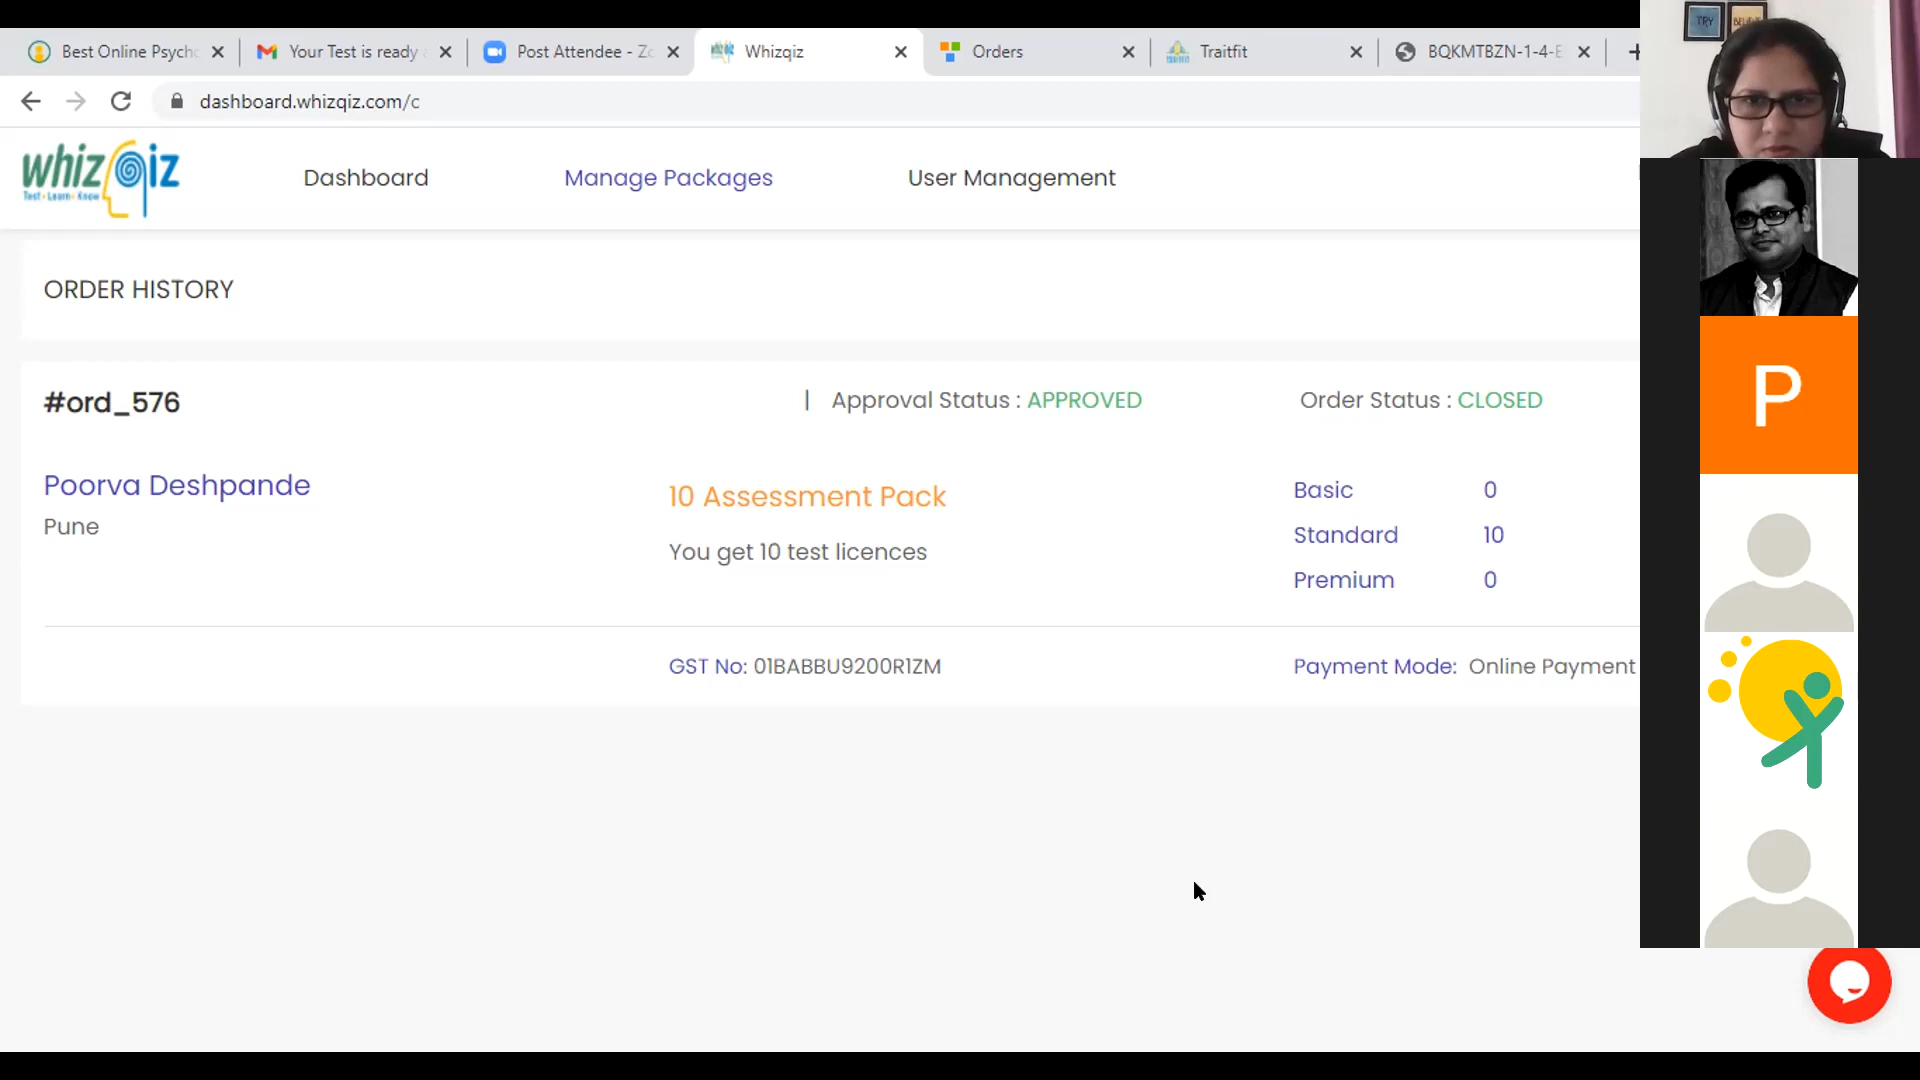 Best Online Psych
Your Test is ready
Post Attendee - Zo
Whizqiz
Orders
Traitfit
BQKMTBZN-1-4-E
dashboard.whizqiz.com/c
whizqiz
Test • Learn • Know
Dashboard
Manage Packages
User Management
TRY
ORDER HISTORY
#ord_576
| Approval Status : APPROVED
Order Status : CLOSED
Poorva Deshpande
Pune
10 Assessment Pack
You get 10 test licences
Basic 0
Standard 10
Premium 0
GST No: 01BABBU9200R1ZM
Payment Mode: Online Payment
P